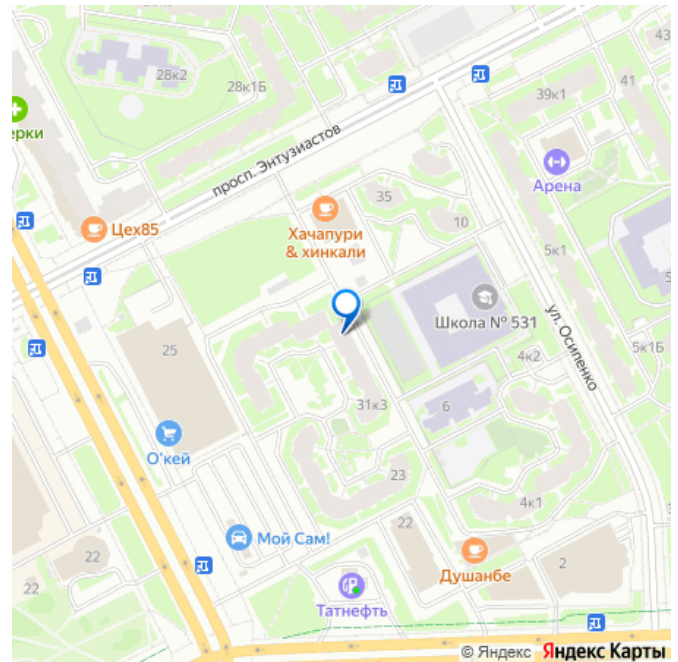 28к2
28к1Б
43
41
39к1
ерки
просп. Энтузиастов
Арена
35
Цех85
Хачапури
& хинкали
10
5к1
ул. Осипенко
Школа № 531
25
4к2
5к1Б
31к3
6
О'кей
23
4к1
22
Мой Сам!
22
Душанбе
2
22
Татнефть
© Яндекс Яндекс Карты